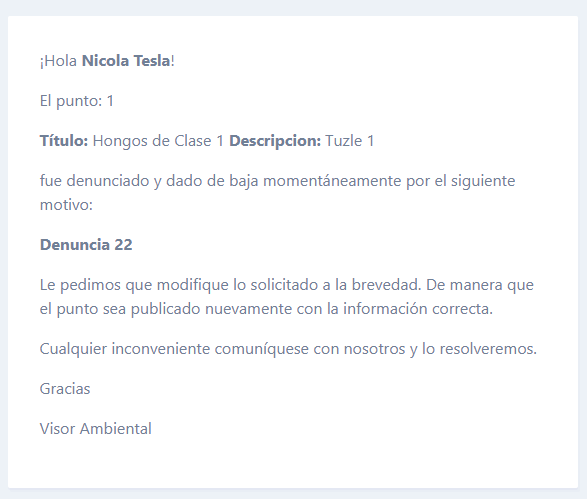 ¡Hola Nicola Tesla!
El punto: 1
Título: Hongos de Clase 1 Descripcion: Tuzle 1
fue denunciado y dado de baja momentáneamente por el siguiente
motivo:
Denuncia 22
Le pedimos que modifique lo solicitado a la brevedad. De manera que
el punto sea publicado nuevamente con la información correcta.
Cualquier inconveniente comuníquese con nosotros y lo resolveremos.
Gracias
Visor Ambiental